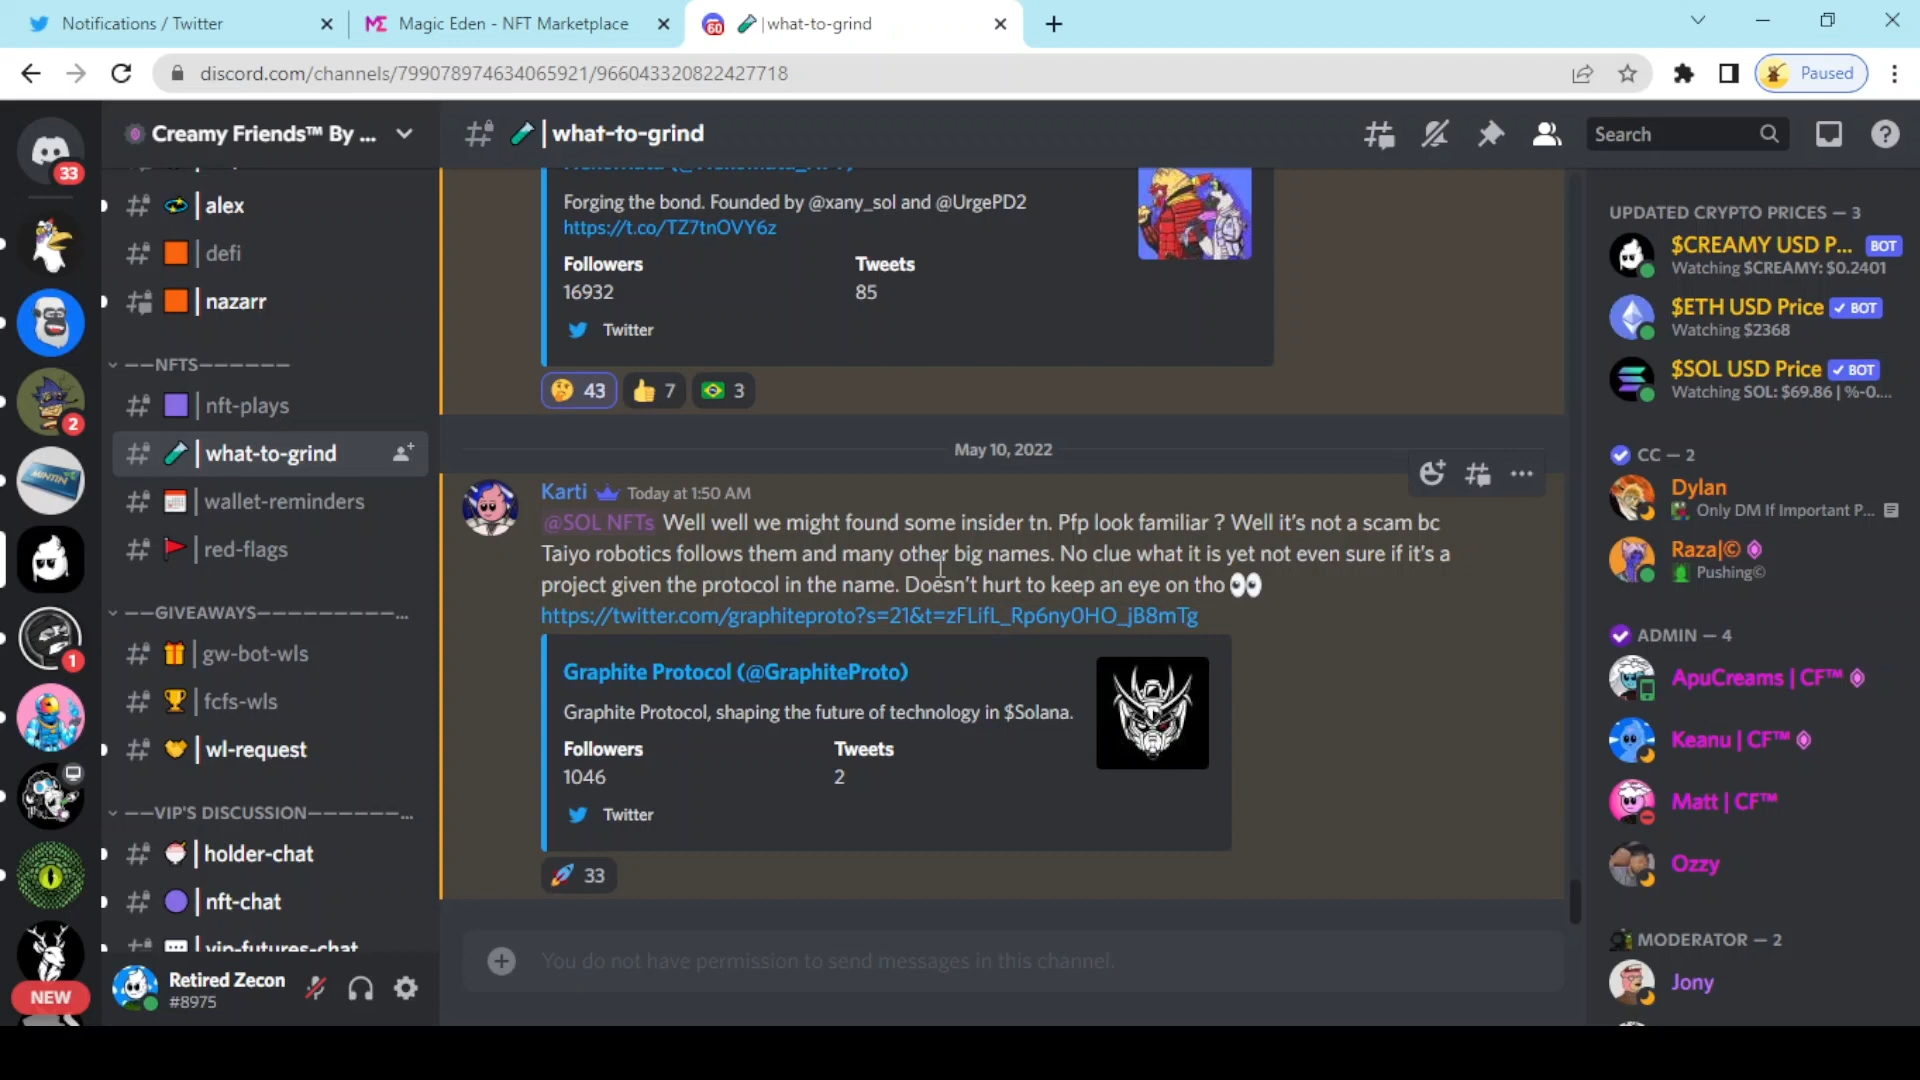 Notifications / Twitter
Magic Eden - NFT Marketplace
60
|what-to-grind
discord.com/channels/799078974634065921/966043320822427718
Paused
33
Creamy Friends™ By ...
| what-to-grind
Search
| alex
| defi
| nazarr
——NFTS——————
| nft-plays
| what-to-grind
| wallet-reminders
| red-flags
——GIVEAWAYS——————————...
| gw-bot-wls
| fcfs-wls
| wl-request
——VIP'S DISCUSSION———————...
| holder-chat
| nft-chat
vip-futures-chat
2
MINTIN
1
NEW
Retired Zecon
#8975
Forging the bond. Founded by @xany_sol and @UrgePD2
https://t.co/TZ7tnOVY6z
Followers
Tweets
16932
85
Twitter
43
7
3
May 10, 2022
Karti Today at 1:50 AM
@SOL NFTs Well well we might found some insider tn. Pfp look familiar ? Well it's not a scam bc
Taiyo robotics follows them and many other big names. No clue what it is yet not even sure if it's a
project given the protocol in the name. Doesn't hurt to keep an eye on tho
https://twitter.com/graphiteproto?s=21&t=zFLifL_Rp6ny0HO_jB8mTg
Graphite Protocol (@GraphiteProto)
Graphite Protocol, shaping the future of technology in $Solana.
Followers
Tweets
1046
2
Twitter
33
You do not have permission to send messages in this channel.
UPDATED CRYPTO PRICES — 3
$CREAMY USD P... BOT
Watching $CREAMY: $0.2401
$ETH USD Price BOT
Watching $2368
$SOL USD Price BOT
Watching SOL: $69.86 | %-0....
CC — 2
Dylan
Only DM If Important P...
Raza|©
Pushing©
ADMIN — 4
ApuCreams | CF™
Keanu | CF™
Matt | CF™
Ozzy
MODERATOR — 2
Jony